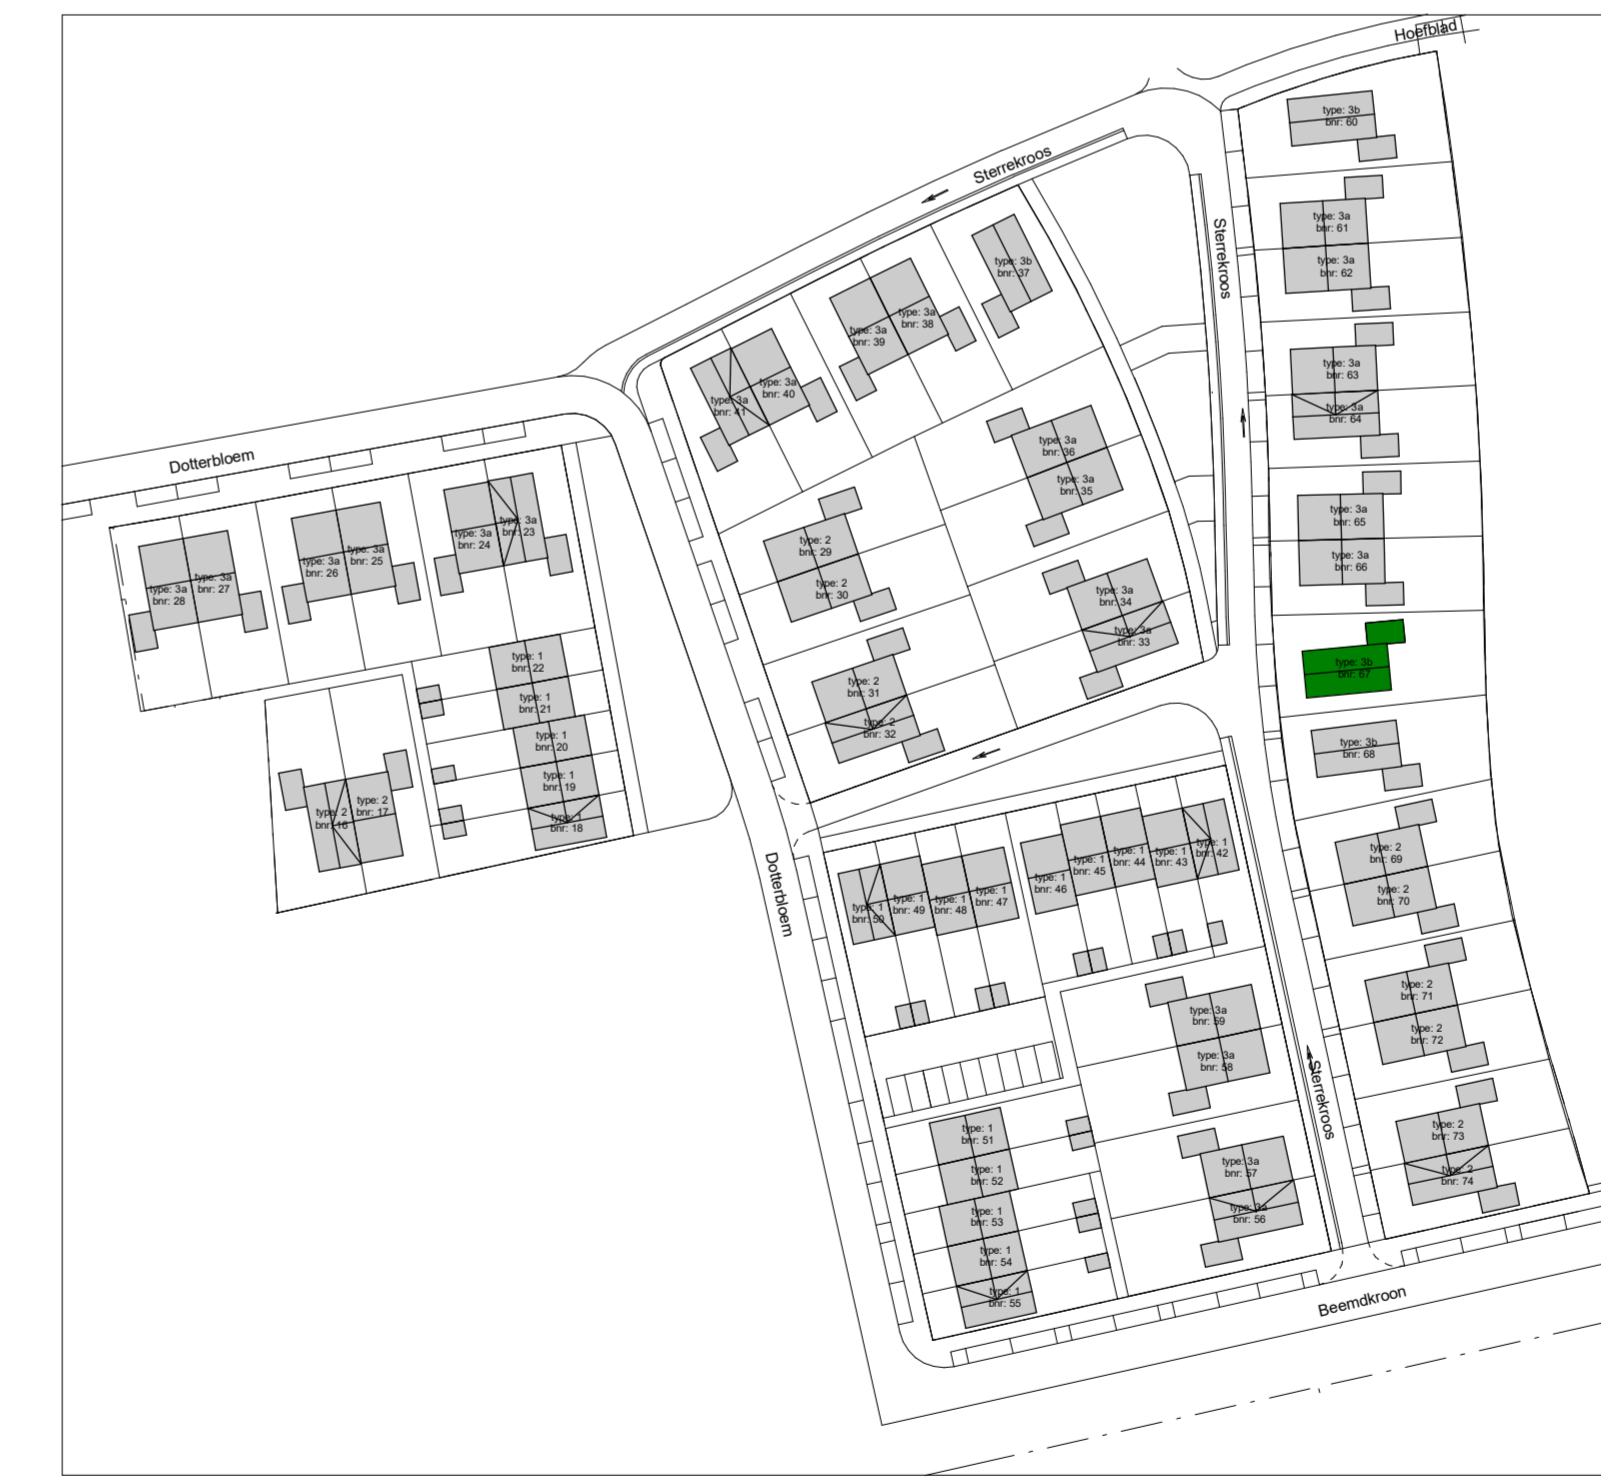 Hoefblad
type: 3b
bnr: 60
Sterrekroos
type: 3a
bnr: 61
type: 3a
bnr: 62
Sterrekroos
type: 3b
bnr: 37
type: 3a
bnr: 38
type: 3a
bnr: 39
type: 3a
bnr: 40
type: 3a
bnr: 41
type: 3a
bnr: 63
type: 3a
bnr: 64
type: 3a
bnr: 36
type: 3a
bnr: 35
Dotterbloem
type: 3a
bnr: 23
type: 3a
bnr: 24
type: 3a
bnr: 25
type: 3a
bnr: 26
type: 3a
bnr: 27
type: 3a
bnr: 28
type: 2
bnr: 29
type: 2
bnr: 30
type: 3a
bnr: 65
type: 3a
bnr: 66
type: 3a
bnr: 34
type: 3a
bnr: 33
type: 1
bnr: 22
type: 1
bnr: 21
type: 1
bnr: 20
type: 1
bnr: 19
type: 1
bnr: 18
type: 2
bnr: 31
type: 2
bnr: 32
type: 3b
bnr: 67
type: 3b
bnr: 68
type: 2
bnr: 16
type: 2
bnr: 17
Dotterbloem
type: 1
bnr: 50
type: 1
bnr: 49
type: 1
bnr: 48
type: 1
bnr: 47
type: 1
bnr: 46
type: 1
bnr: 45
type: 1
bnr: 44
type: 1
bnr: 43
type: 1
bnr: 42
type: 2
bnr: 69
type: 2
bnr: 70
type: 2
bnr: 71
type: 2
bnr: 72
type: 3a
bnr: 59
type: 3a
bnr: 58
Sterrekroos
type: 1
bnr: 51
type: 1
bnr: 52
type: 1
bnr: 53
type: 1
bnr: 54
type: 1
bnr: 55
type: 3a
bnr: 57
type: 3a
bnr: 56
type: 2
bnr: 73
type: 2
bnr: 74
Beemdkroon